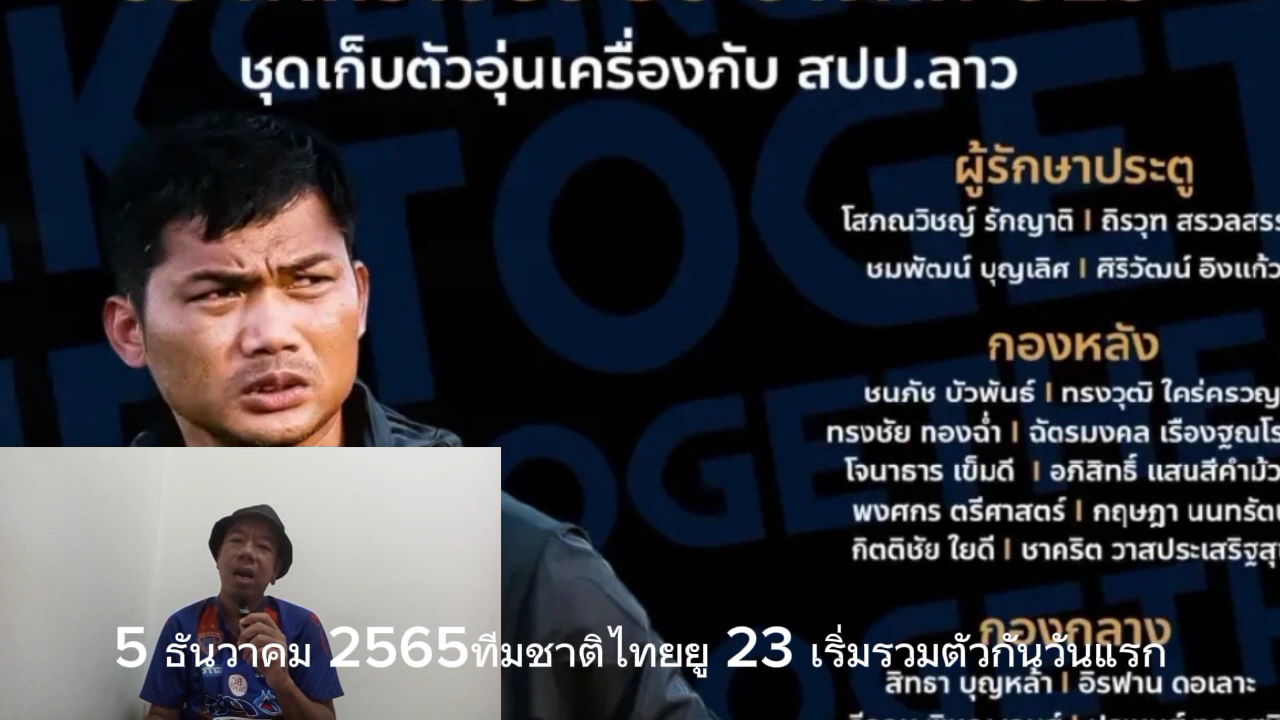 ชุดเก็บตัวอุ่นเครื่องกับ สปป.ลาว
ผู้รักษาประตู
โสภณวิชญ์ รักญาติ | ถิรวุฑ สรวลสรร
ชมพัฒน์ บุญเลิศ | ศิริวัฒน์ อิงแก้ว
กองหลัง
ชนภัช บัวพันธ์ | ทรงวุฒิ ใคร่ครวญ
ทรงชัย ทองฉ่ำ | ฉัตรมงคล เรืองฐณโร
โจนาธาร เข็มดี | อภิสิทธิ์ แสนสีคำม้ว
พงศกร ตรีศาสตร์ | กฤษฎา นนทรัตน
กิตติชัย ใยดี | ชาคริต วาสประเสริฐสุ
กองกลาง
5 ธันวาคม 2565ทีมชาติไทยยู 23 เริ่มรวมตัวกันวันแรก
สิทธา บุญหล้า | อิรฟาน ดอเลาะ